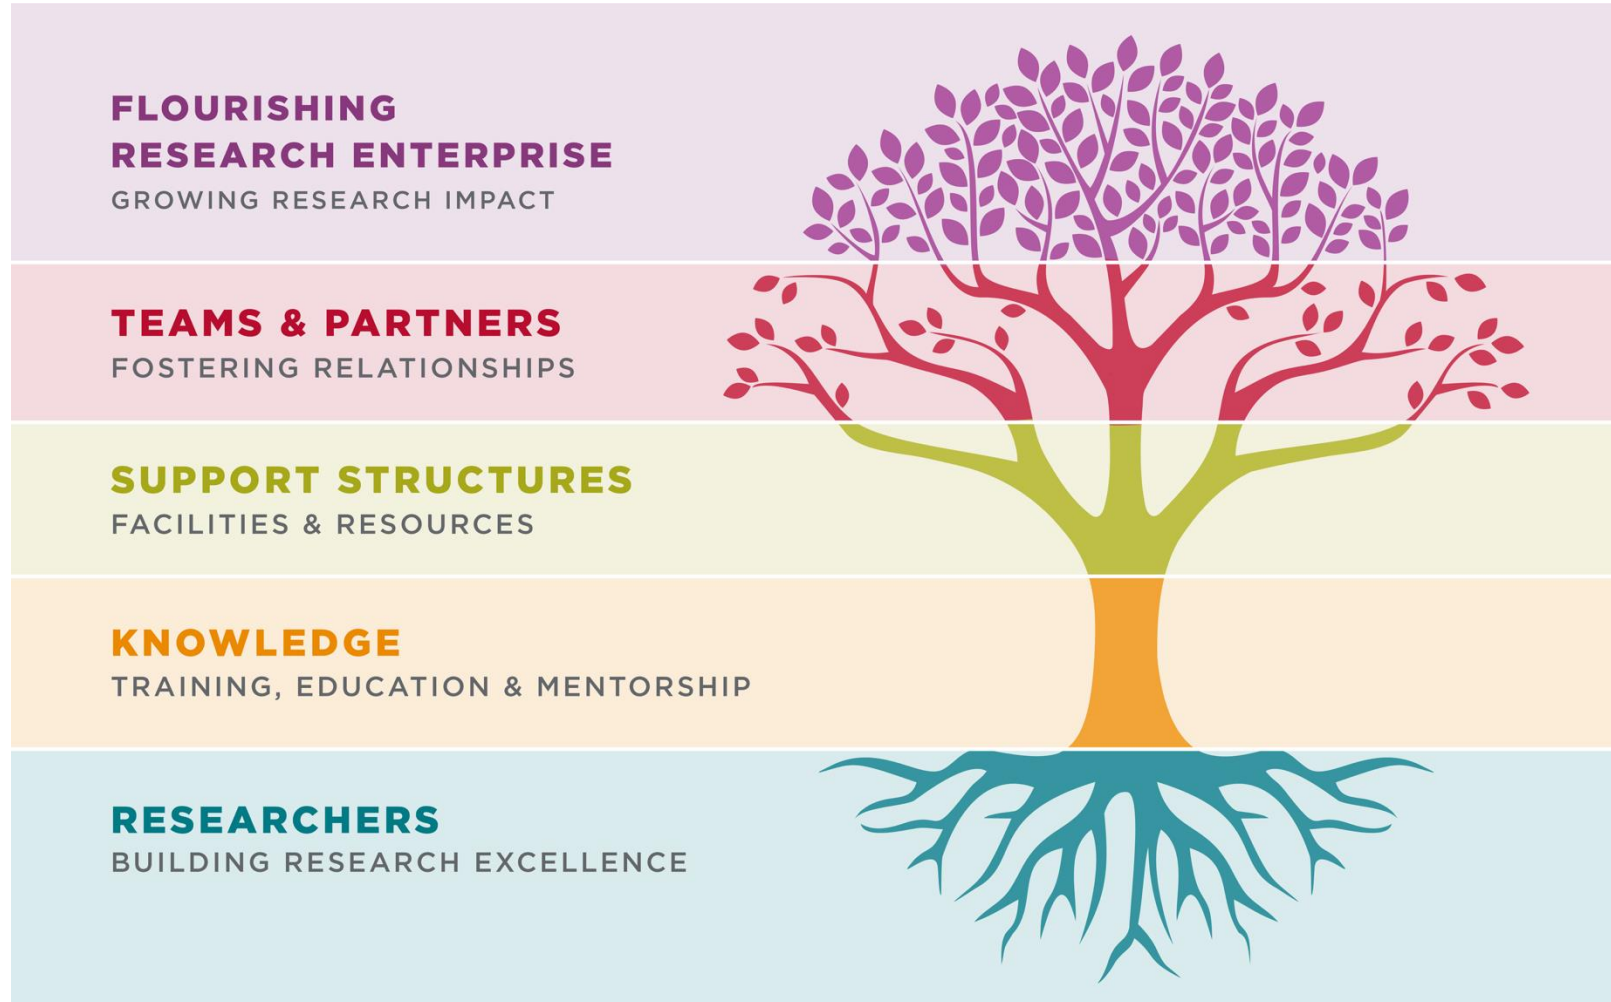 FLOURISHING
RESEARCH ENTERPRISE
GROWING RESEARCH IMPACT
TEAMS & PARTNERS
FOSTERING RELATIONSHIPS
SUPPORT STRUCTURES
FACILITIES & RESOURCES
KNOWLEDGE
TRAINING, EDUCATION & MENTORSHIP
RESEARCHERS
BUILDING RESEARCH EXCELLENCE